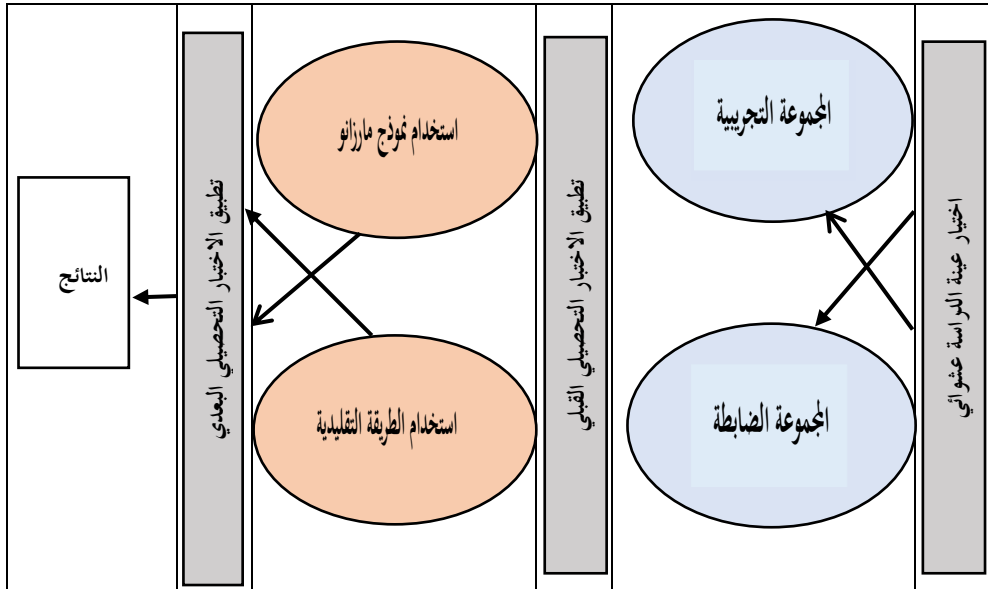 اختيار عينة الدراسة عشوائي
المجموعة التجريبية
المجموعة الضابطة
تطبيق الاختبار التحصيلي القبلي
استخدام نموذج مارزانو
استخدام الطريقة التقليدية
تطبيق الاختبار التحصيلي البعدي
النتائج